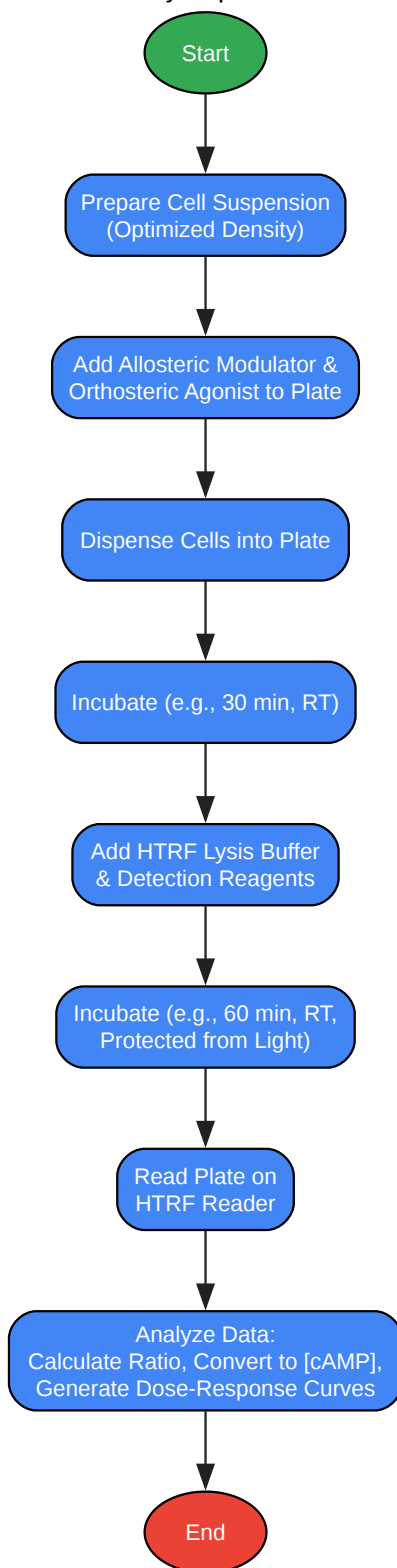 Start
Prepare Cell Suspension
(Optimized Density)
Add Allosteric Modulator &
Orthosteric Agonist to Plate
Dispense Cells into Plate
Incubate (e.g., 30 min, RT)
Add HTRF Lysis Buffer
& Detection Reagents
Incubate (e.g., 60 min, RT,
Protected from Light)
Read Plate on
HTRF Reader
Analyze Data:
Calculate Ratio, Convert to [cAMP],
Generate Dose-Response Curves
End